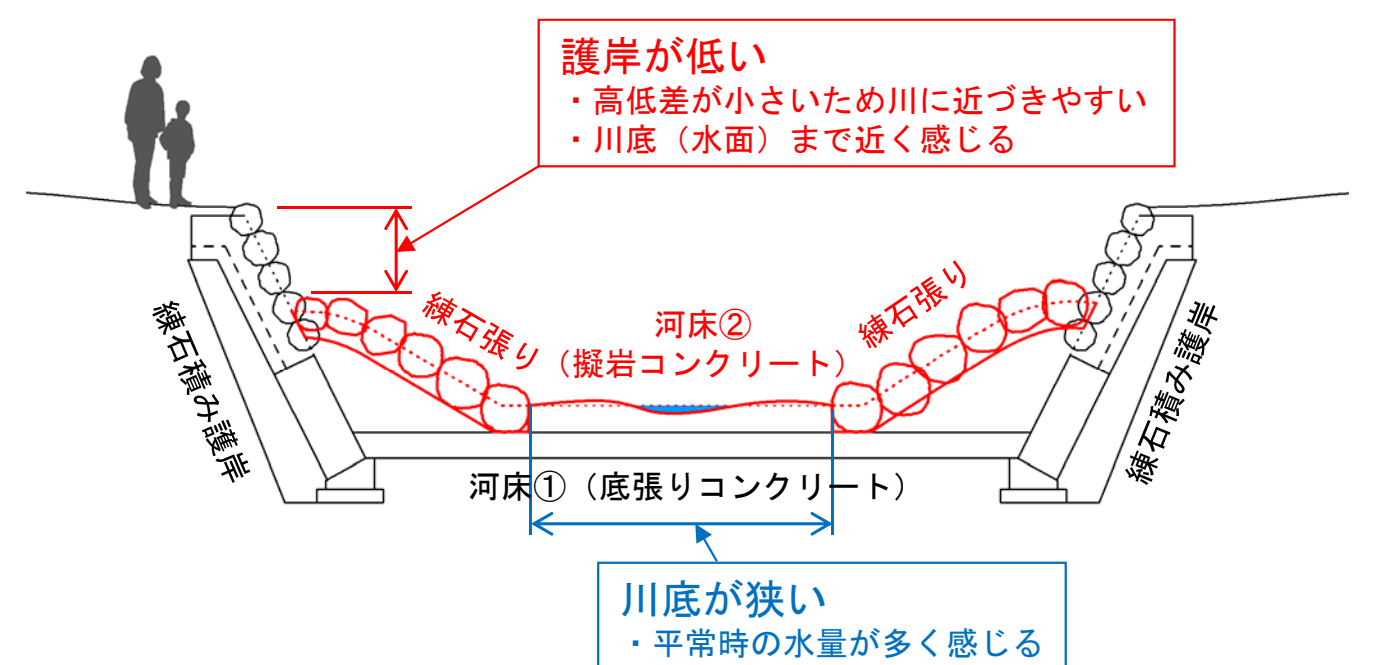 護岸が低い
・高低差が小さいため川に近づきやすい
・川底（水面）まで近く感じる
練石積み護岸
練石張り
河床②
（擬岩コンクリート）
練石張り
練石積み護岸
河床①（底張りコンクリート）
川底が狭い
・平常時の水量が多く感じる